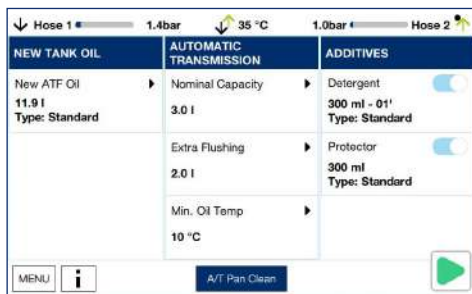 Hose 1 1.4bar 35 °C 1.0bar Hose 2
NEW TANK OIL
New ATF Oil
11.9 l
Type: Standard
AUTOMATIC
TRANSMISSION
Nominal Capacity
3.0 l
Extra Flushing
2.0 l
Min. Oil Temp
10 °C
ADDITIVES
Detergent
300 ml - 01'
Type: Standard
Protector
300 ml
Type: Standard
MENU i A/T Pan Clean